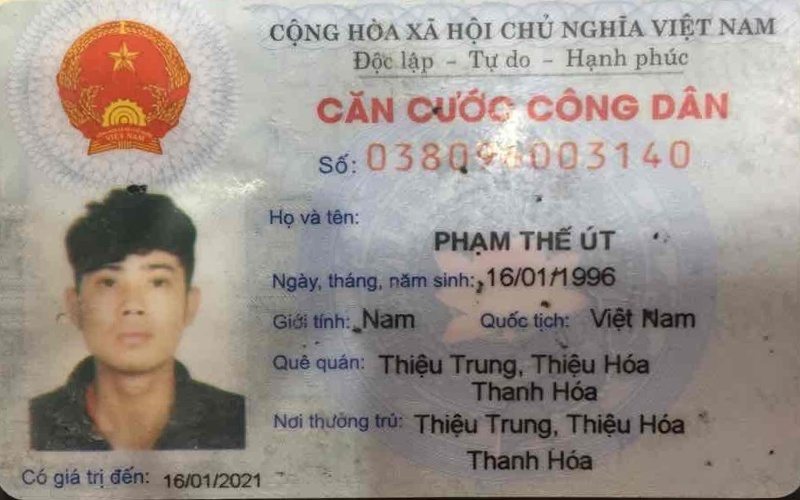 CỘNG HÒA XÃ HỘI CHỦ NGHĨA VIỆT NAM
Độc lập - Tự do - Hạnh phúc
CĂN CƯỚC CÔNG DÂN
Số: 038096003140
Họ và tên:
PHẠM THẾ ÚT
Ngày, tháng, năm sinh: 16/01/1996
Giới tính: Nam Quốc tịch: Việt Nam
Quê quán: Thiệu Trung, Thiệu Hóa
Thanh Hóa
Nơi thường trú: Thiệu Trung, Thiệu Hóa
Thanh Hóa
Có giá trị đến: 16/01/2021
VIỆT NAM